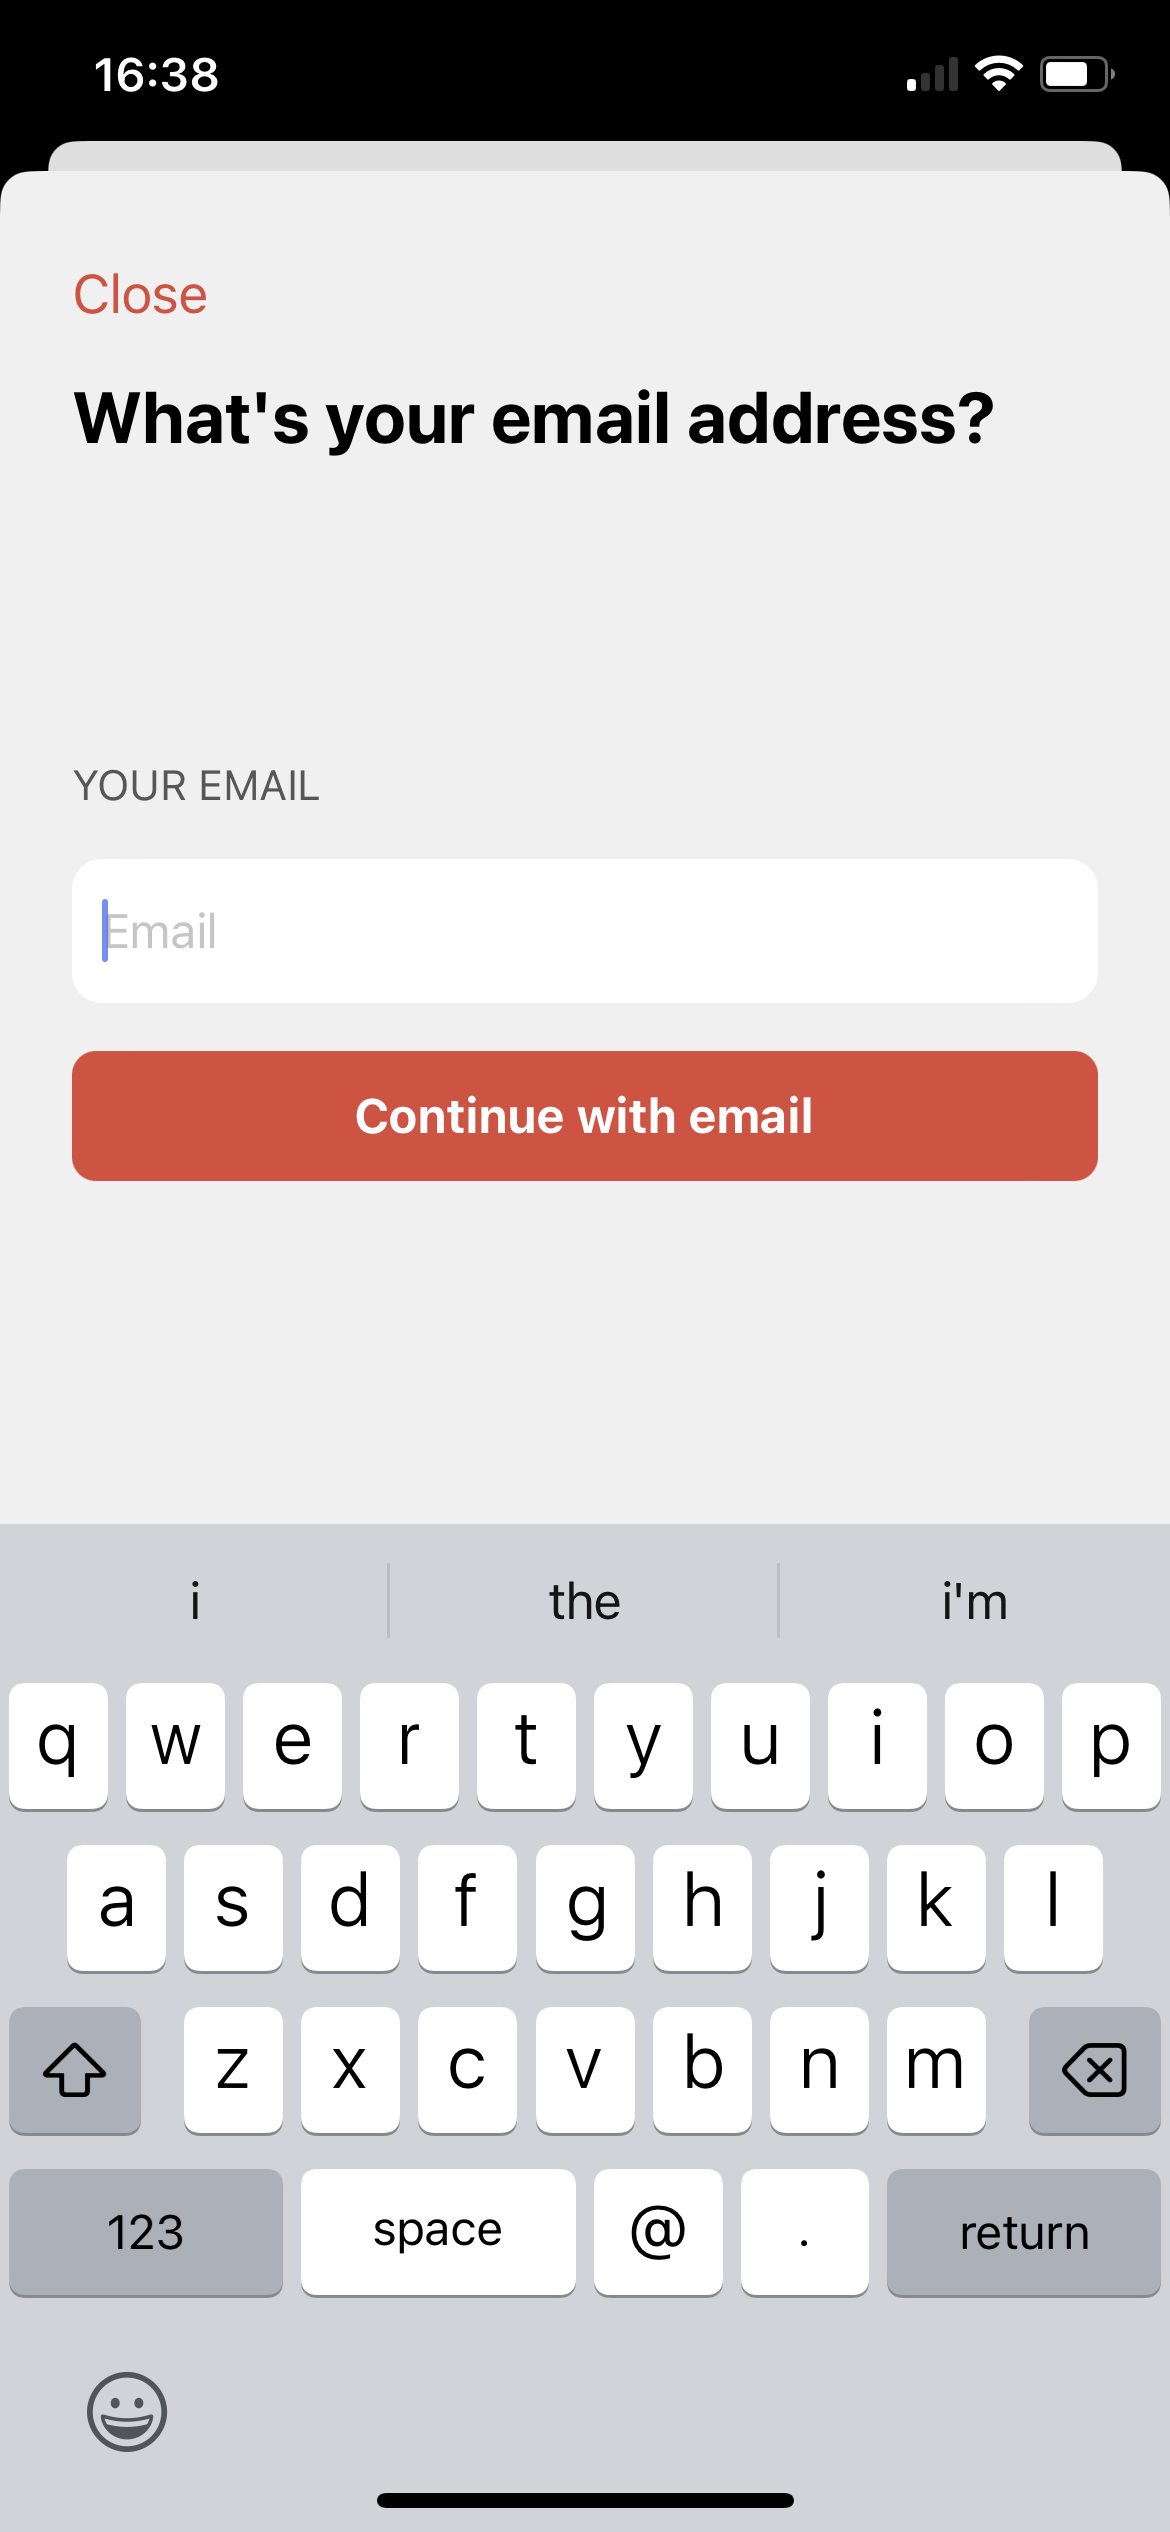 16:38
Close
What's your email address?
YOUR EMAIL
Email
Continue with email
i the i'm
q w e r t y u i o p
a s d f g h j k l
z x c v b n m
123 space @ . return